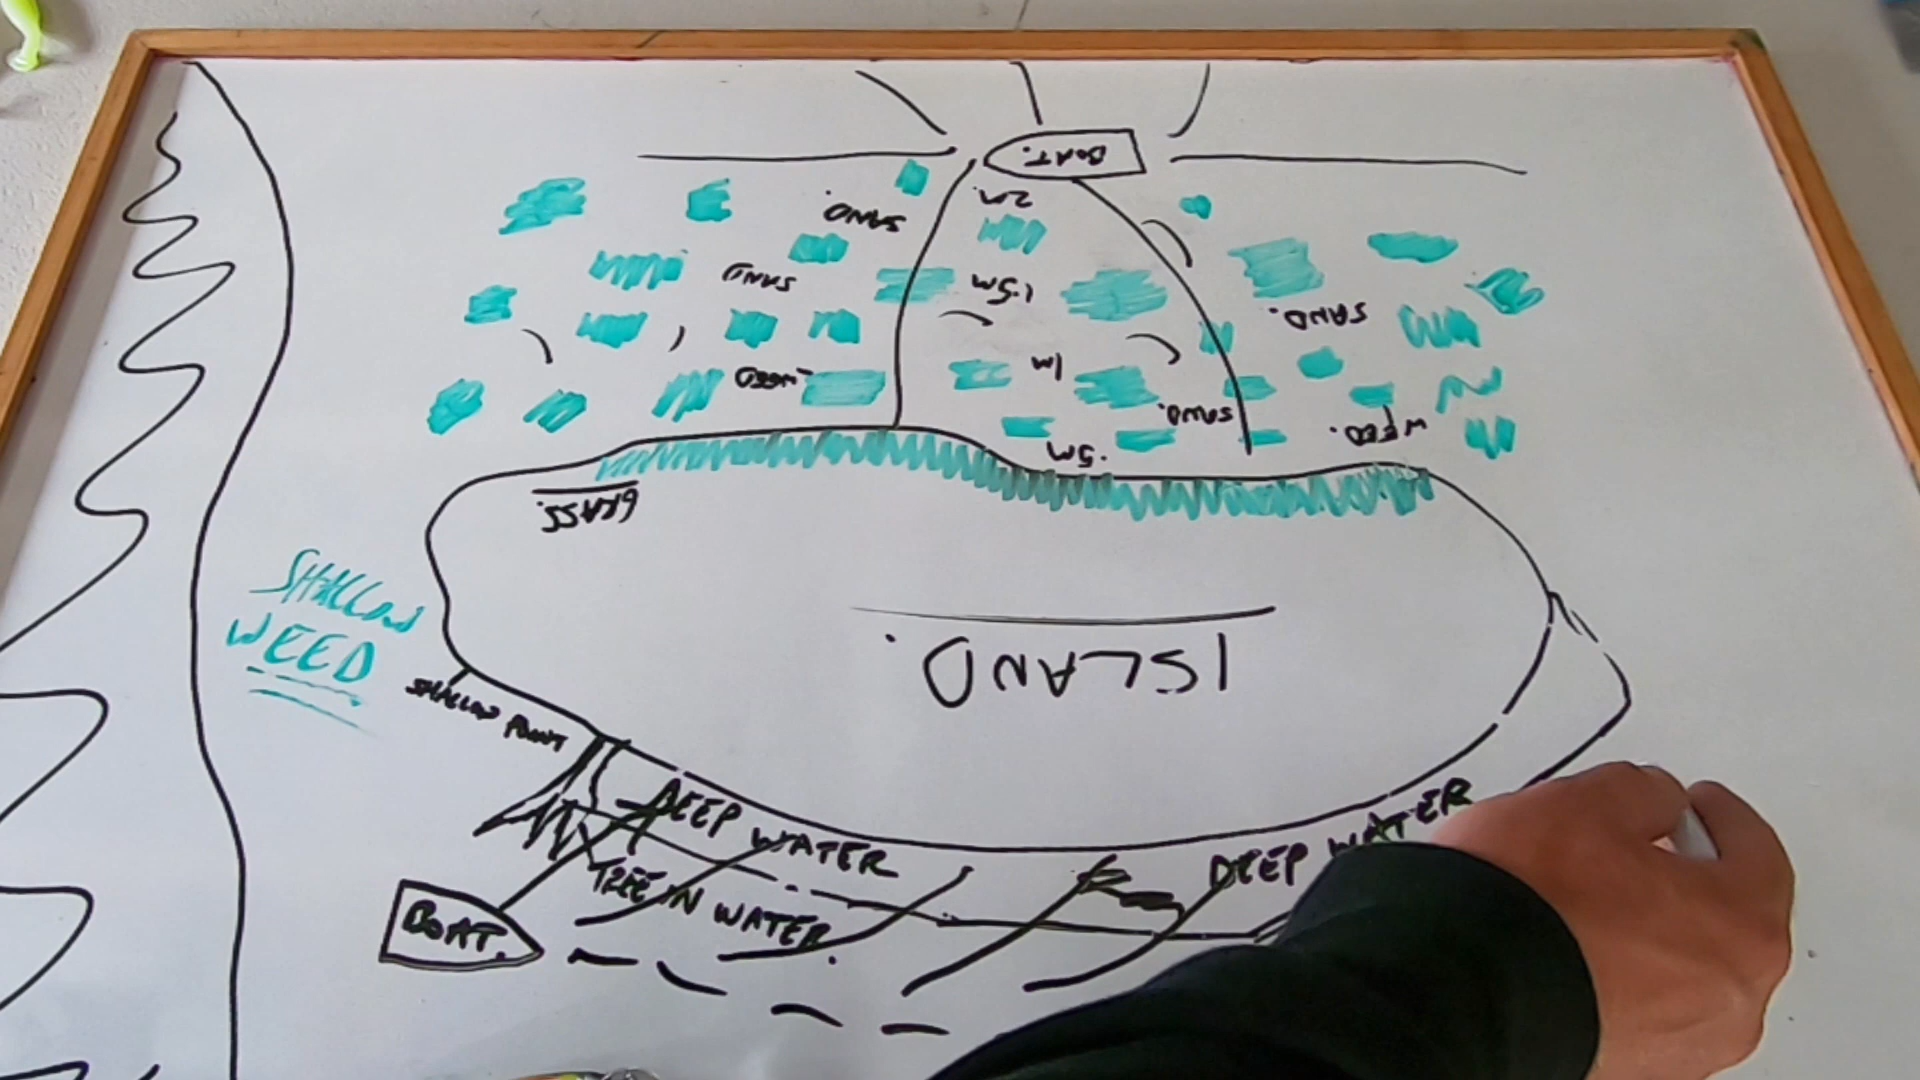 BOAT.
2m
SAND.
SAND
1.5m
SAND.
1m
WEED
SAND.
WEED.
.5m
GRASS.
SHALLOW
WEED
ISLAND.
SHALLOW POINT
DEEP WATER
DEEP WATER
TREE IN WATER.
BOAT.